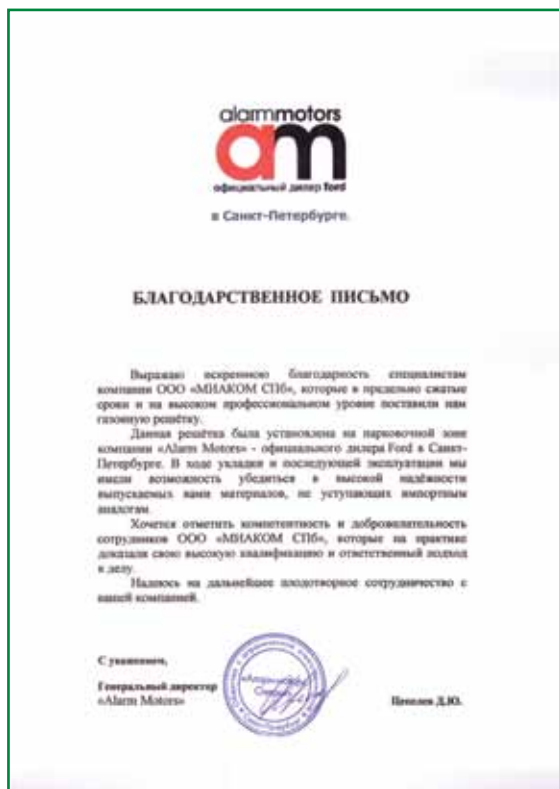 alarmmotors
am
официальный дилер ford
в Санкт-Петербурге.
БЛАГОДАРСТВЕННОЕ ПИСЬМО
Выражаю искреннюю благодарность специалистам
компании ООО «МИАКОМ СПб», которые в предельно сжатые
сроки и на высоком профессиональном уровне поставили нам
газонную решётку.
Данная решётка была установлена на парковочной зоне
компании «Alarm Motors» - официального дилера Ford в Санкт-
Петербурге. В ходе укладки и последующей эксплуатации мы
имели возможность убедиться в высокой надёжности
выпускаемых вами материалов, не уступающих импортным
аналогам.
Хочется отметить компетентность и доброжелательность
сотрудников ООО «МИАКОМ СПб», которые на практике
доказали свою высокую квалификацию и ответственный подход
к делу.
Надеюсь на дальнейшее плодотворное сотрудничество с
вашей компанией.
С уважением,
Генеральный директор
«Alarm Motors»
Д.Ю.